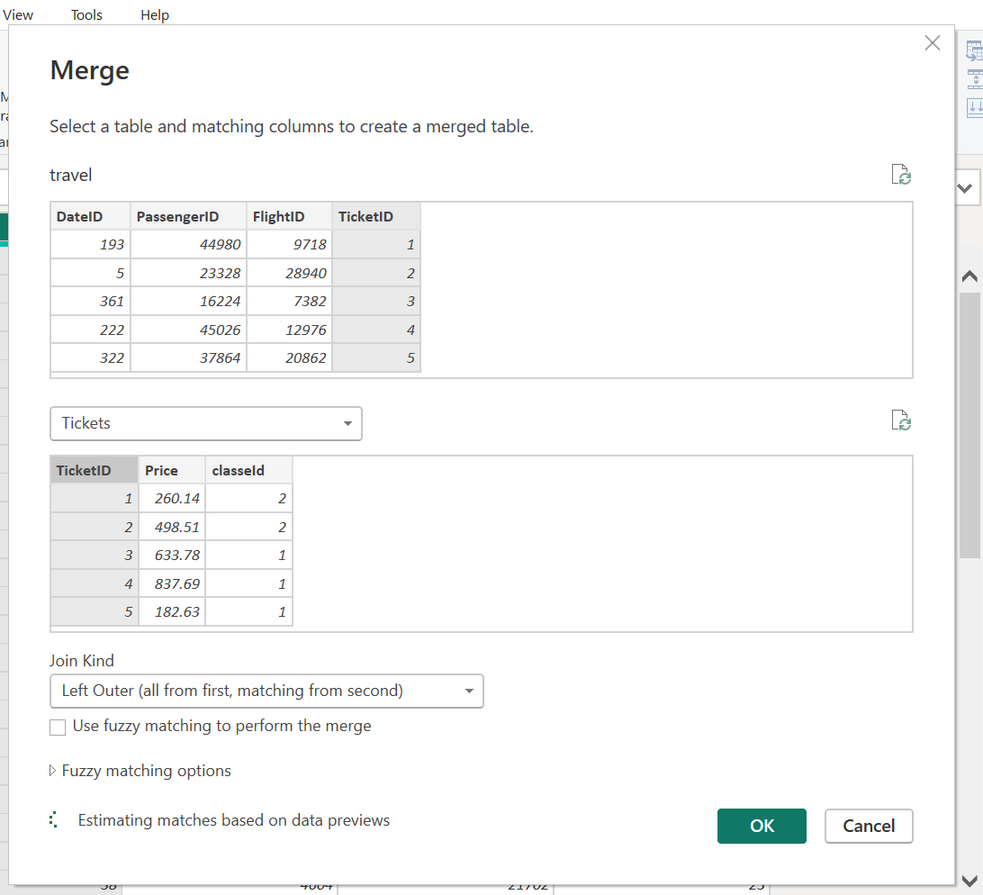 View Tools Help
Merge
Select a table and matching columns to create a merged table.
travel
DateID PassengerID FlightID TicketID
193 44980 9718 1
5 23328 28940 2
361 16224 7382 3
222 45026 12976 4
322 37864 20862 5
Tickets
TicketID Price classeId
1 260.14 2
2 498.51 2
3 633.78 1
4 837.69 1
5 182.63 1
Join Kind
Left Outer (all from first, matching from second)
Use fuzzy matching to perform the merge
Fuzzy matching options
Estimating matches based on data previews
OK Cancel